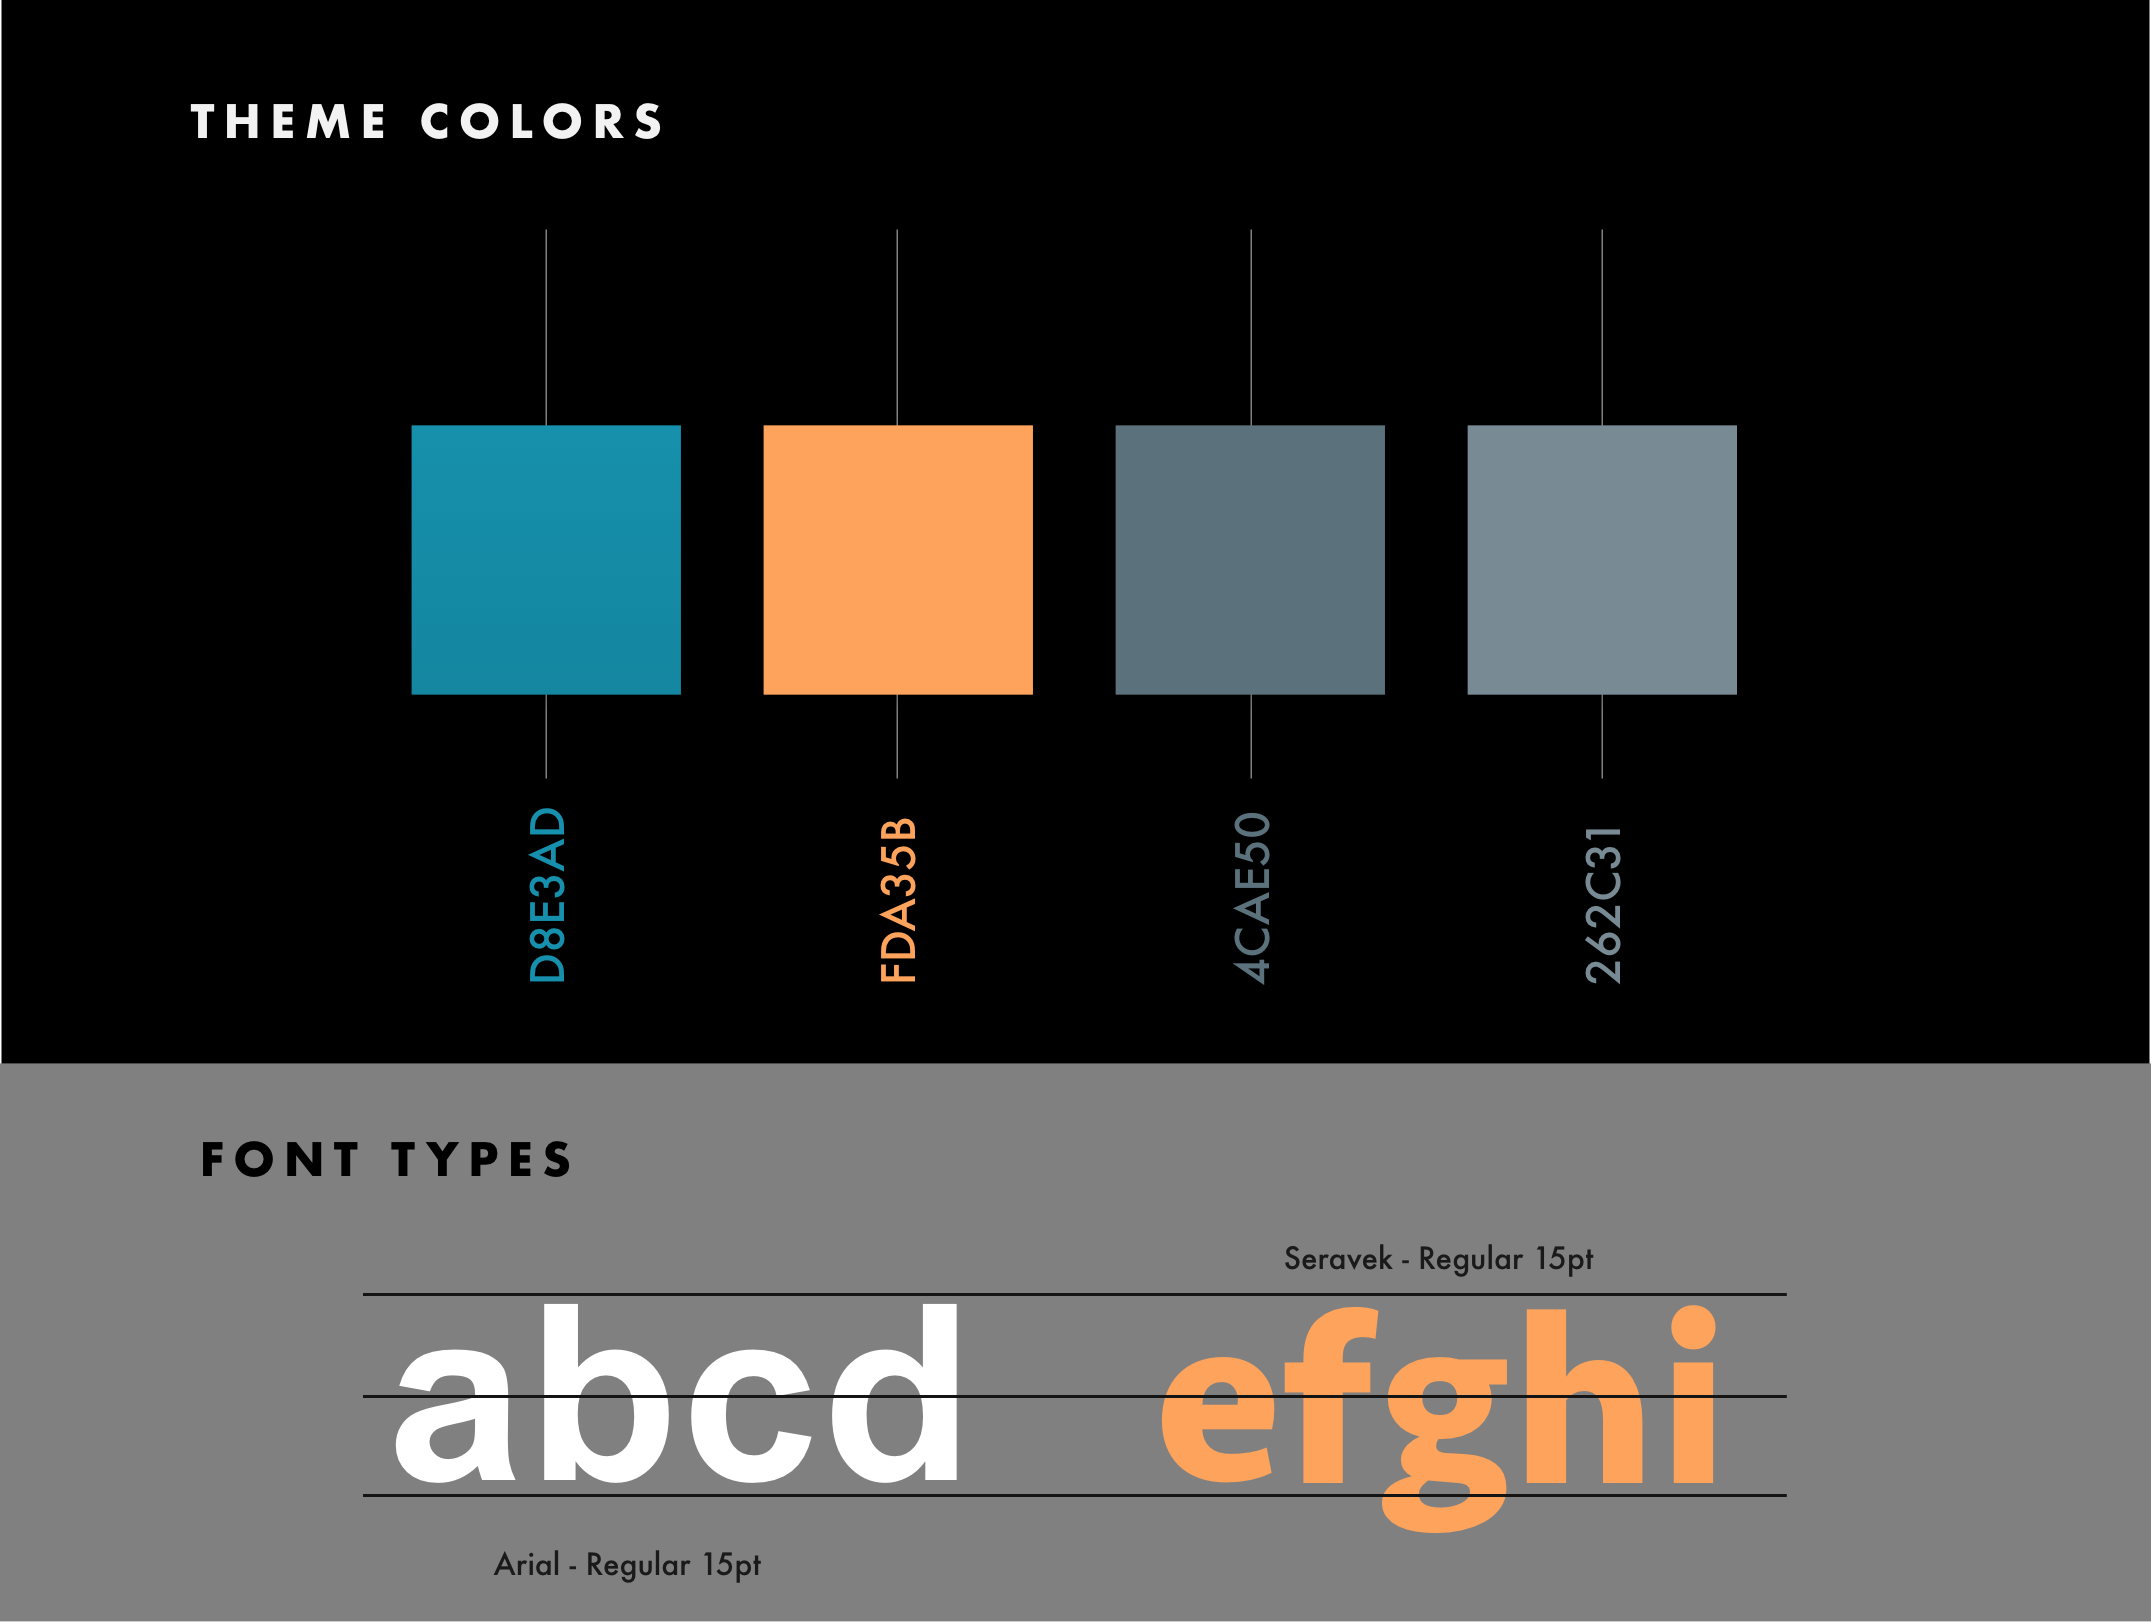 THEME COLORS
D8E3AD
FDA35B
4CAE50
262C31
FONT TYPES
Seravek - Regular 15pt
abcd efghi
Arial - Regular 15pt